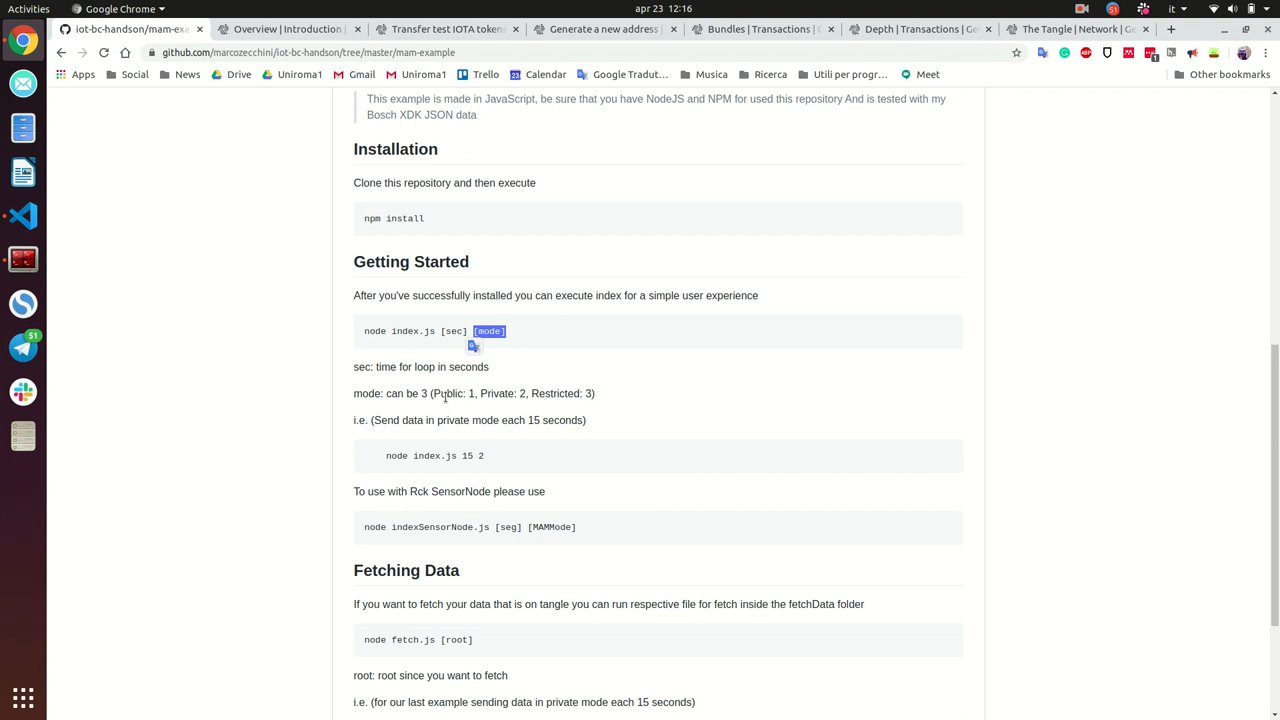 Activities
Google Chrome
apr 23 12:16
51
it
iot-bc-handson/mam-exa
Overview | Introduction |
Transfer test IOTA tokens
Generate a new address |
Bundles | Transactions | G
Depth | Transactions | Ge
The Tangle | Network | Ge
github.com/marcozecchini/iot-bc-handson/tree/master/mam-example
Apps
Social
News
Drive
Uniroma1
Gmail
Uniroma1
Trello
23 Calendar
Google Tradut…
Musica
Ricerca
Utili per progr…
Meet
Other bookmarks
This example is made in JavaScript, be sure that you have NodeJS and NPM for used this repository And is tested with my
Bosch XDK JSON data
Installation
Clone this repository and then execute
npm install
Getting Started
After you've successfully installed you can execute index for a simple user experience
node index.js [sec] [mode]
sec: time for loop in seconds
mode: can be 3 (Public: 1, Private: 2, Restricted: 3)
i.e. (Send data in private mode each 15 seconds)
node index.js 15 2
To use with Rck SensorNode please use
node indexSensorNode.js [seg] [MAMMode]
Fetching Data
If you want to fetch your data that is on tangle you can run respective file for fetch inside the fetchData folder
node fetch.js [root]
root: root since you want to fetch
i.e. (for our last example sending data in private mode each 15 seconds)
51